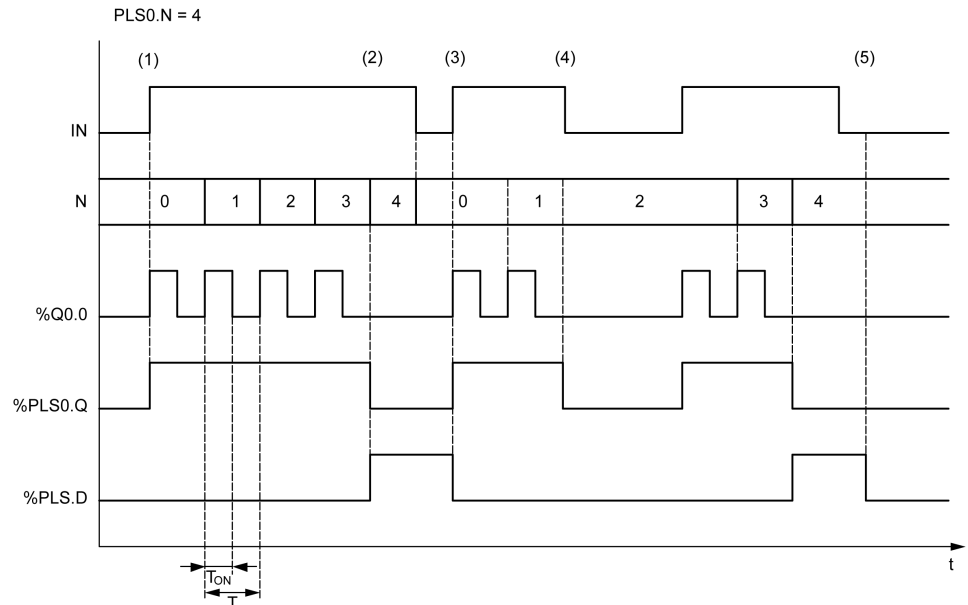 PLS0.N = 4
(1) (2) (3) (4) (5)
IN
N 0 1 2 3 4 0 1 2 3 4
%Q0.0
%PLS0.Q
%PLS.D
t
TON
T